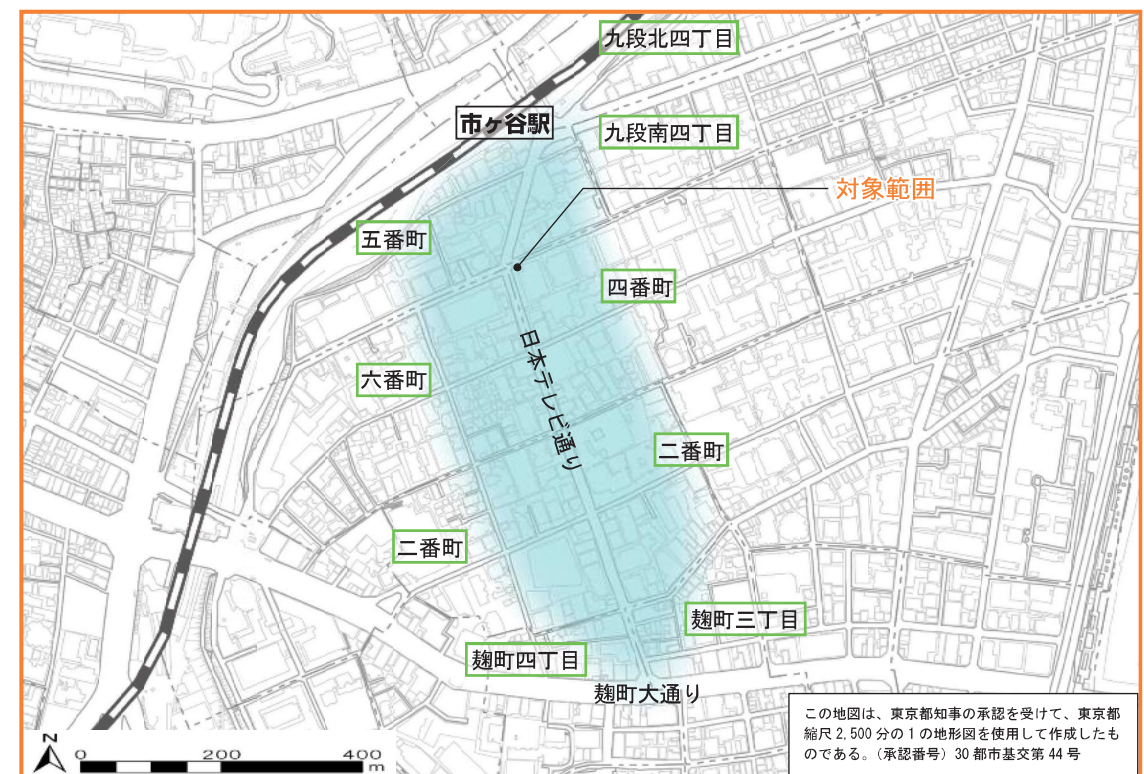 九段北四丁目
市ヶ谷駅
九段南四丁目
対象範囲
五番町
四番町
日本テレビ通り
六番町
二番町
二番町
麹町三丁目
麹町四丁目
麹町大通り
この地図は、東京都知事の承認を受けて、東京都
縮尺2,500分の1の地形図を使用して作成したも
のである。(承認番号)30都市基交第44号
N
0 200 400
m